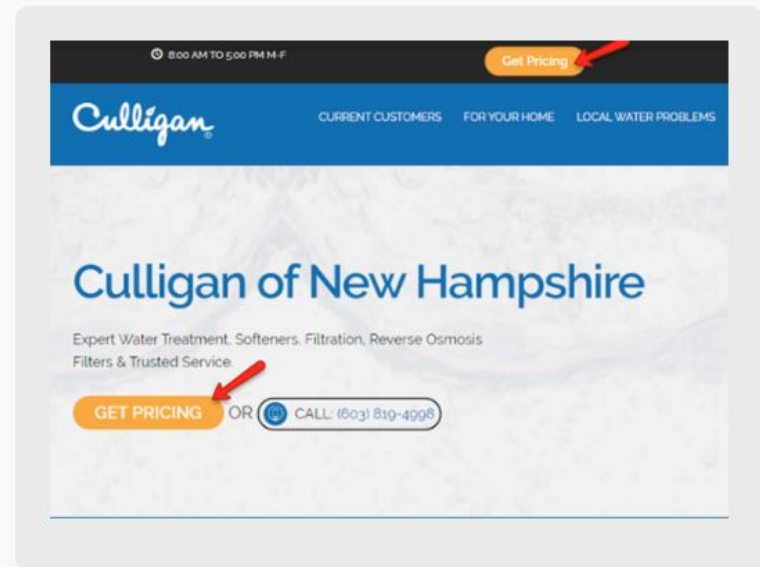 8:00 AM TO 5:00 PM M-F
Get Pricing
Culligan
CURRENT CUSTOMERS FOR YOUR HOME LOCAL WATER PROBLEMS
Culligan of New Hampshire
Expert Water Treatment, Softeners, Filtration, Reverse Osmosis
Filters & Trusted Service.
GET PRICING OR CALL: (603) 819-4998